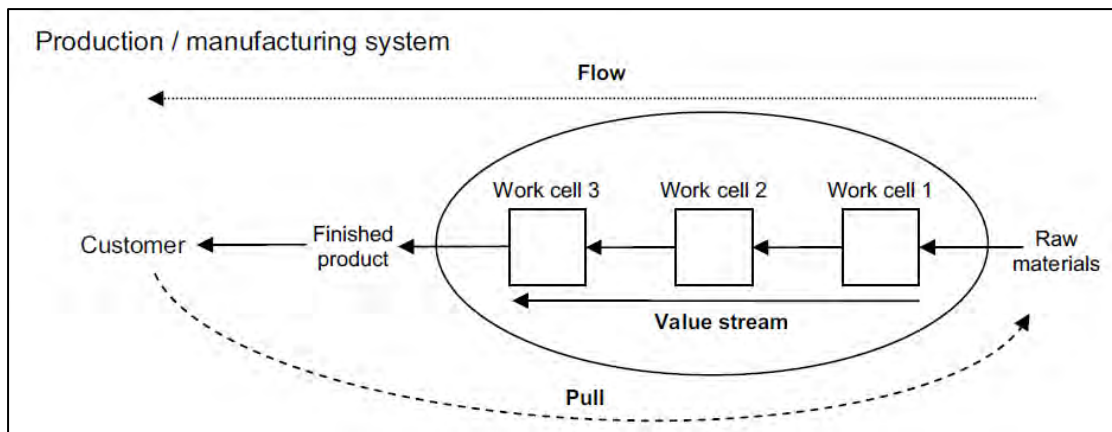 Production / manufacturing system
Flow
Work cell 3 Work cell 2 Work cell 1
Customer
Finished
product
Raw
materials
Value stream
Pull